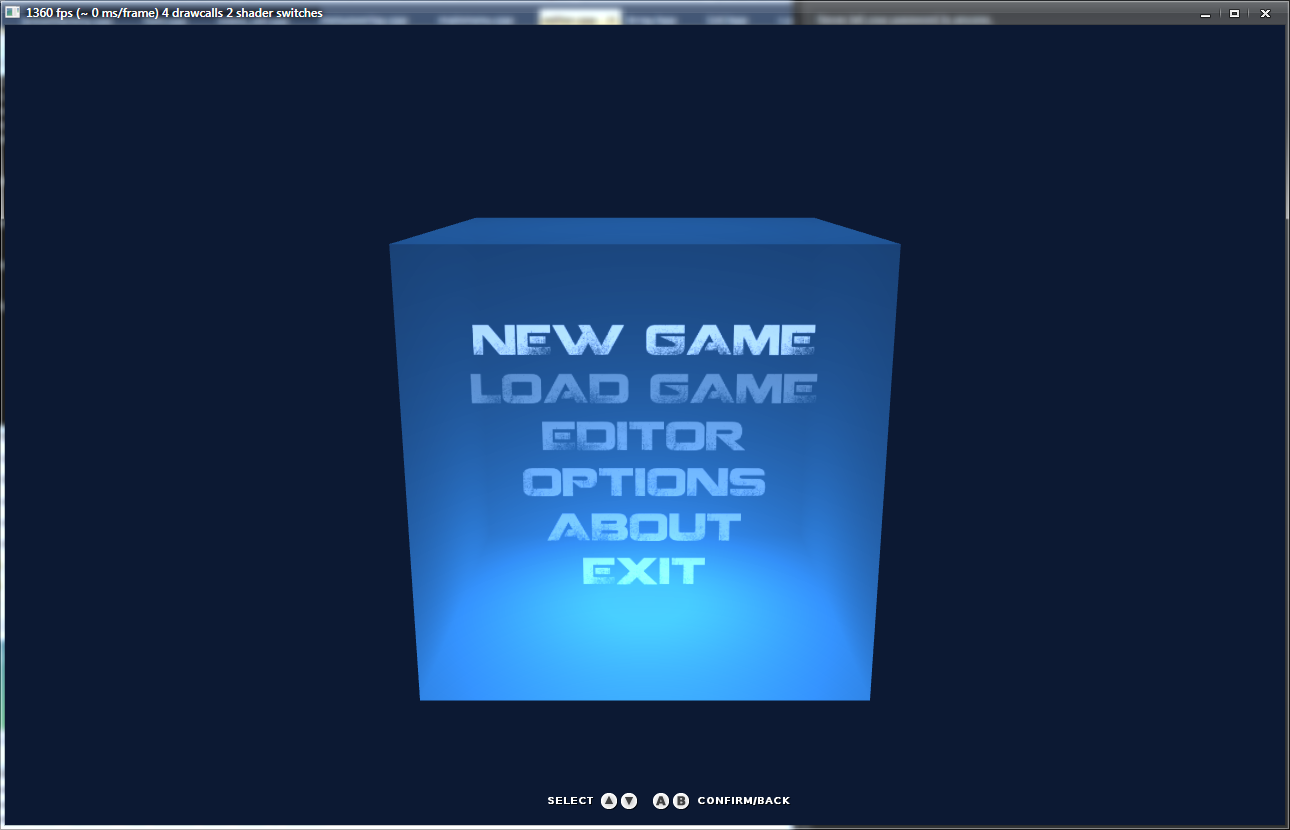 1360 fps (~ 0 ms/frame) 4 drawcalls 2 shader switches
NEW GAME
LOAD GAME
EDITOR
OPTIONS
ABOUT
EXIT
SELECT ▲ ▼ A B CONFIRM/BACK